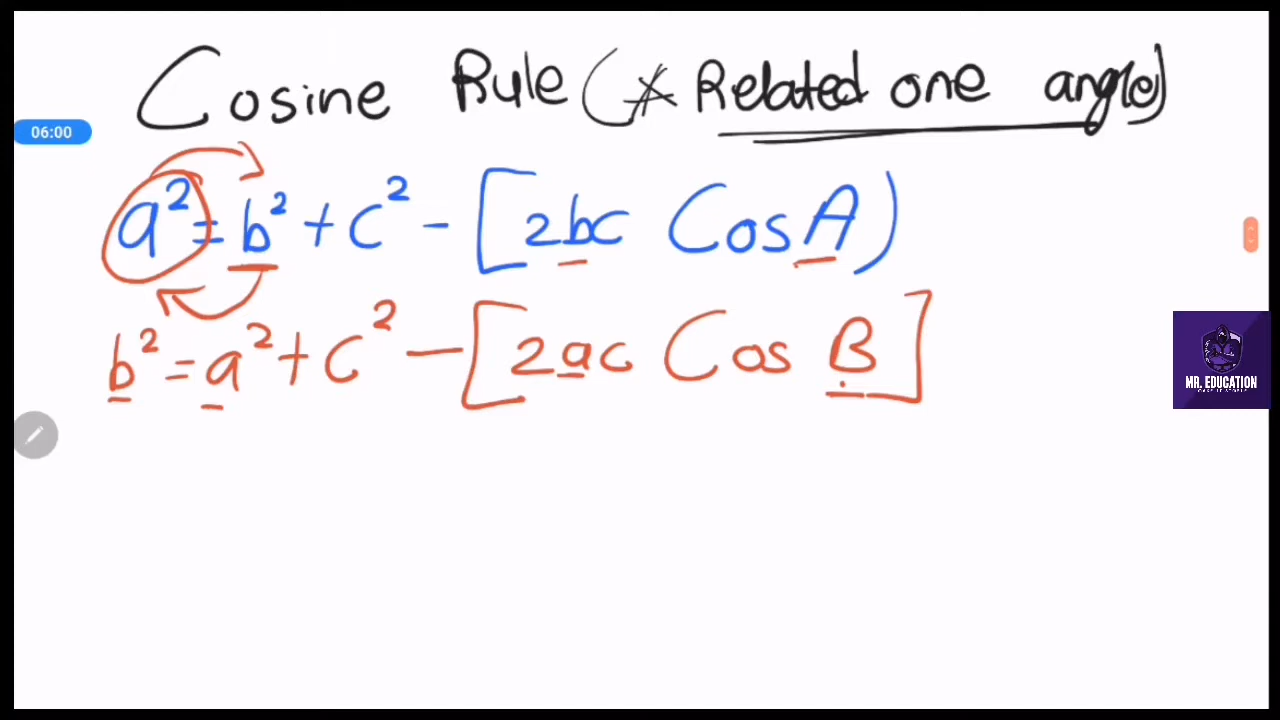 Cosine Rule (* Related one angle)
06:00
a² = b² + c² - [2bc Cos A)
b² = a² + c² - [2ac Cos B]
MR. EDUCATION